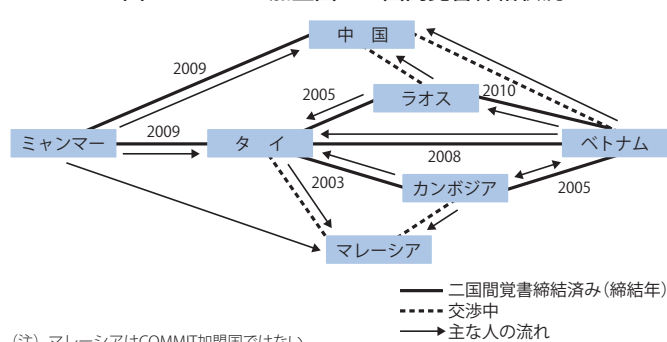 中 国
2009
2005
ラオス
2010
ミャンマー
2009
タ イ
ベトナム
2008
2003
カンボジア
2005
マレーシア
二国間覚書締結済み（締結年）
交渉中
主な人の流れ
（注）マレーシアはCOMMIT加盟国ではない